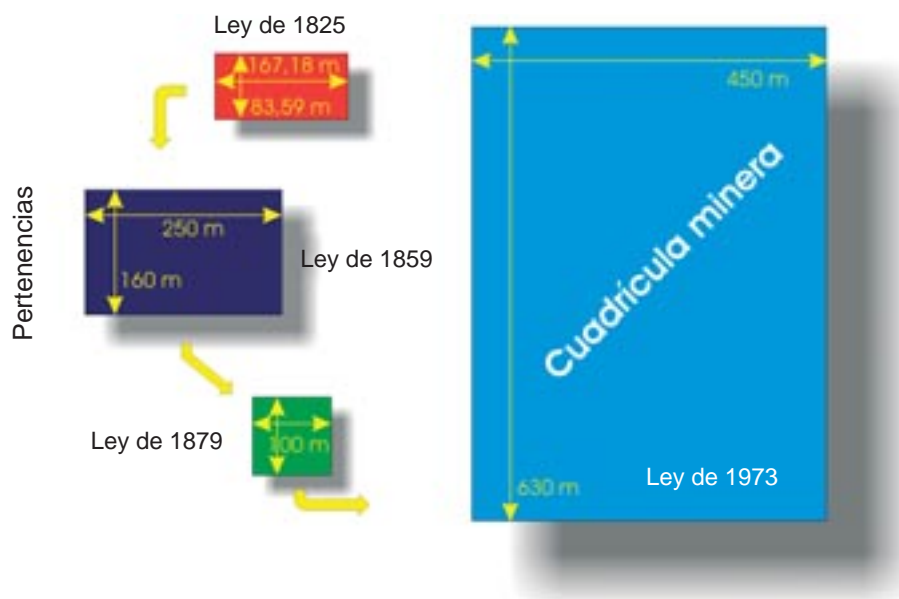 Ley de 1825
167,18 m
83,59 m
Pertenencias
250 m
160 m
Ley de 1859
Ley de 1879
100 m
450 m
Cuadrícula minera
630 m
Ley de 1973